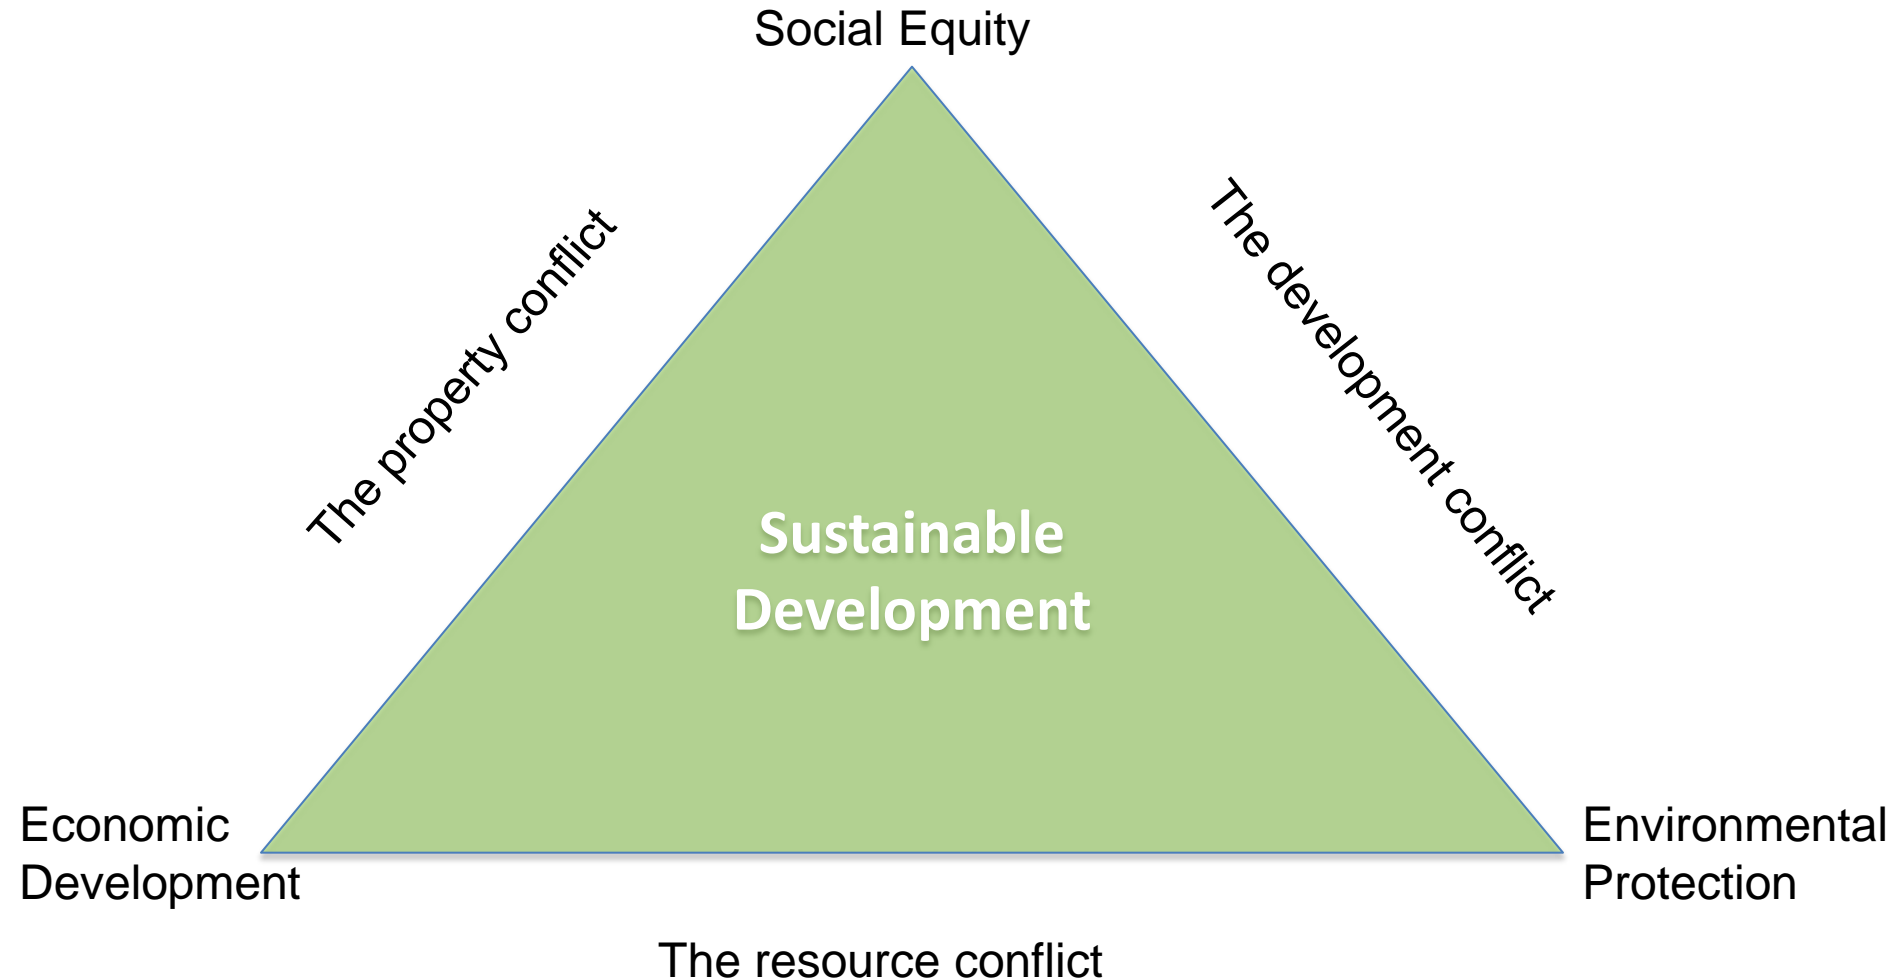 Social Equity
The property conflict
The development conflict
Sustainable
Development
Economic
Development
Environmental
Protection
The resource conflict